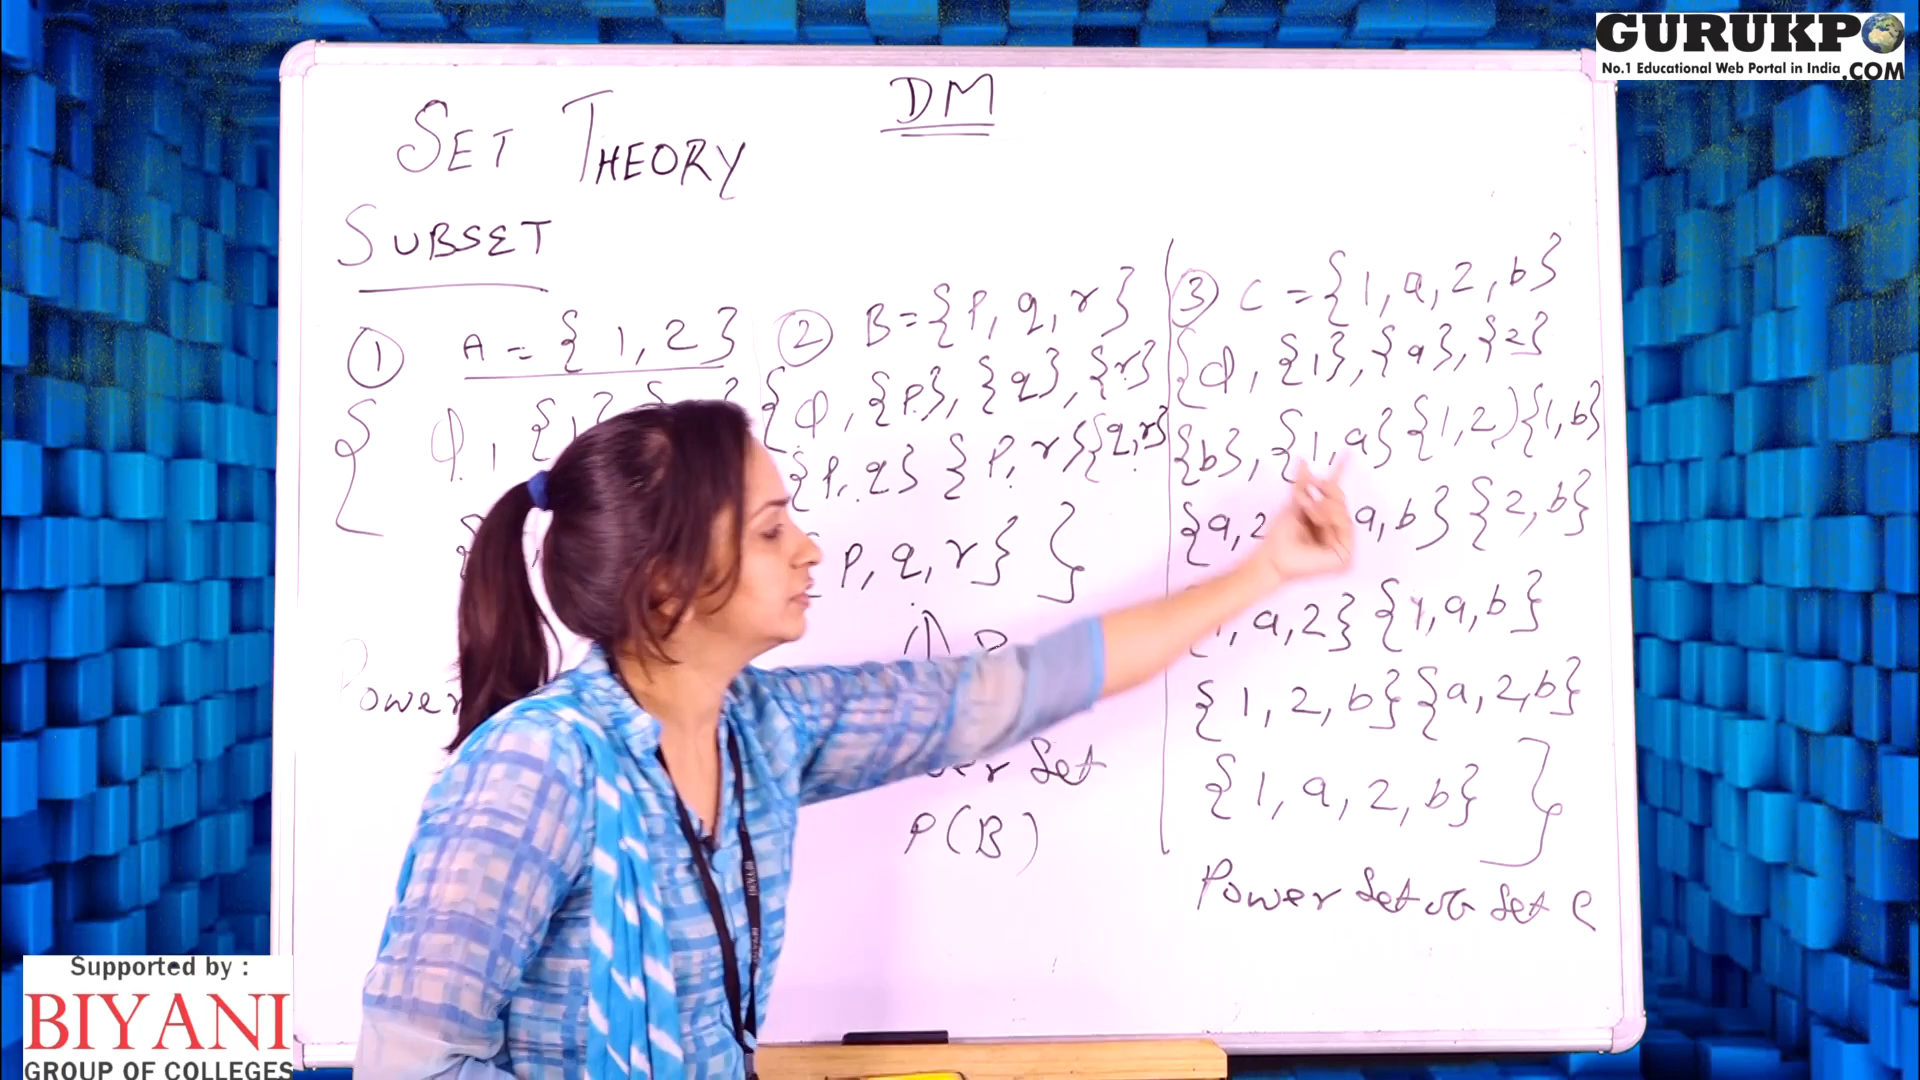 GURUKPO
No.1 Educational Web Portal in India .COM
DM
SET THEORY
SUBSET
① A = {1, 2}
{ φ, {1
Power
② B = {p, q, r}
{φ, {p}, {q}, {r}
{p, q} {p, r} {q, r}
p, q, r} }
Set
P(B)
③ C = {1, a, 2, b}
{φ, {1}, {a}, {2}
{b}, {1, a} {1, 2} {1, b}
{a, 2 a, b} {2, b}
, a, 2} {1, a, b}
{1, 2, b} {a, 2, b}
{1, a, 2, b} }
Power Set of Set C
Supported by :
BIYANI
GROUP OF COLLEGES